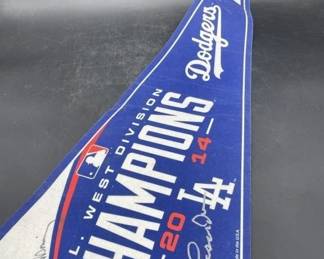 Dodgers
L. WEST DIVISION
CHAMPIONS
20 14
LA